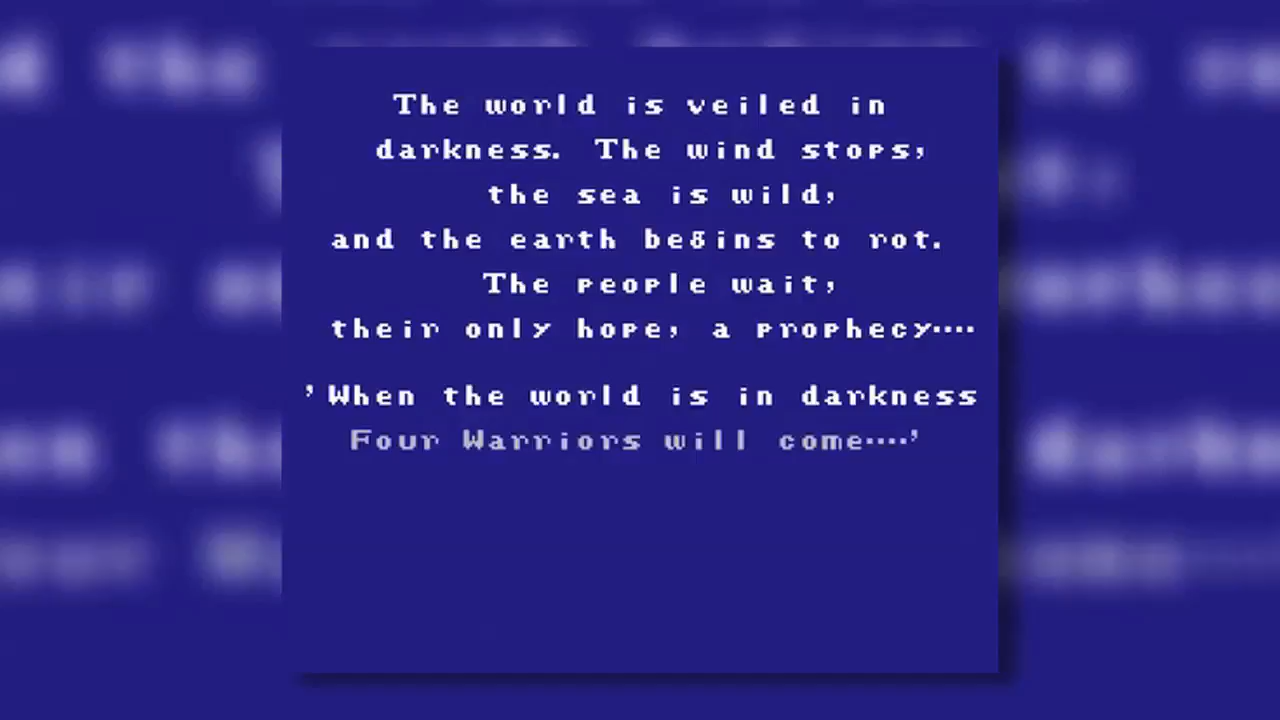 The world is veiled in
darkness. The wind stops,
the sea is wild,
and the earth begins to rot.
The people wait,
their only hope, a prophecy....
'When the world is in darkness
Four Warriors will come....'